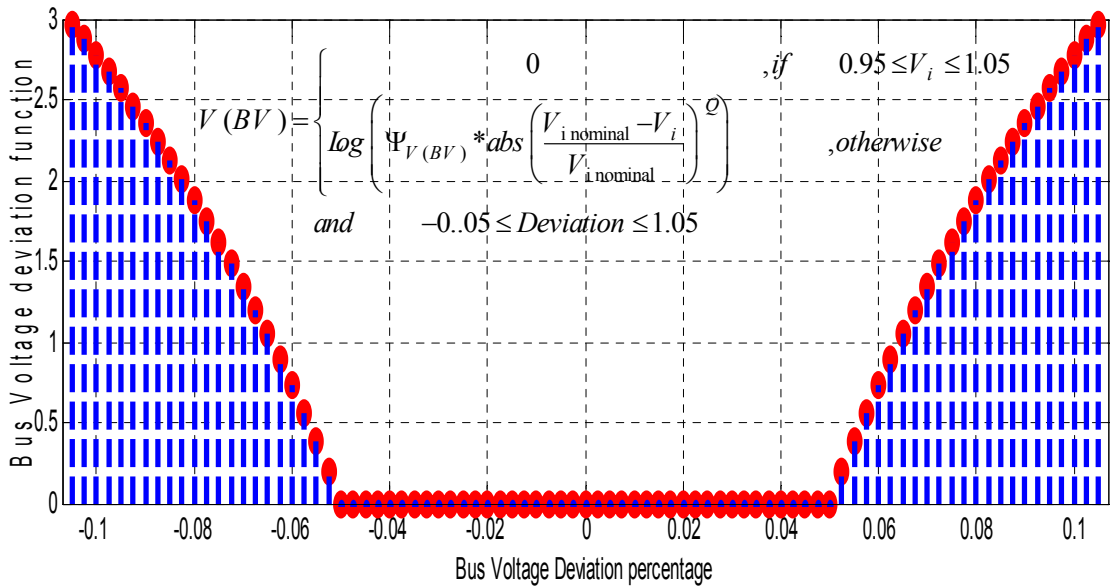 3
2.5
2
1.5
1
0.5
0
Bus Voltage deviation function
V(BV)= { 0 ,if 0.95≤V_i≤1.05
log(Ψ_V(BV)*abs((V_i nominal−V_i)/V_i nominal)^Q) ,otherwise
and −0..05≤Deviation≤1.05
-0.1 -0.08 -0.06 -0.04 -0.02 0 0.02 0.04 0.06 0.08 0.1
Bus Voltage Deviation percentage